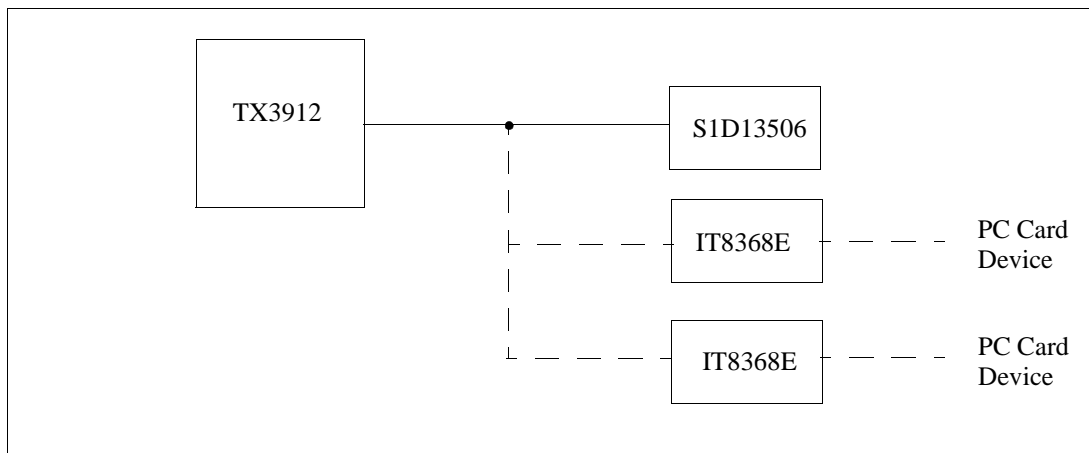 TX3912
S1D13506
IT8368E
PC Card
Device
IT8368E
PC Card
Device